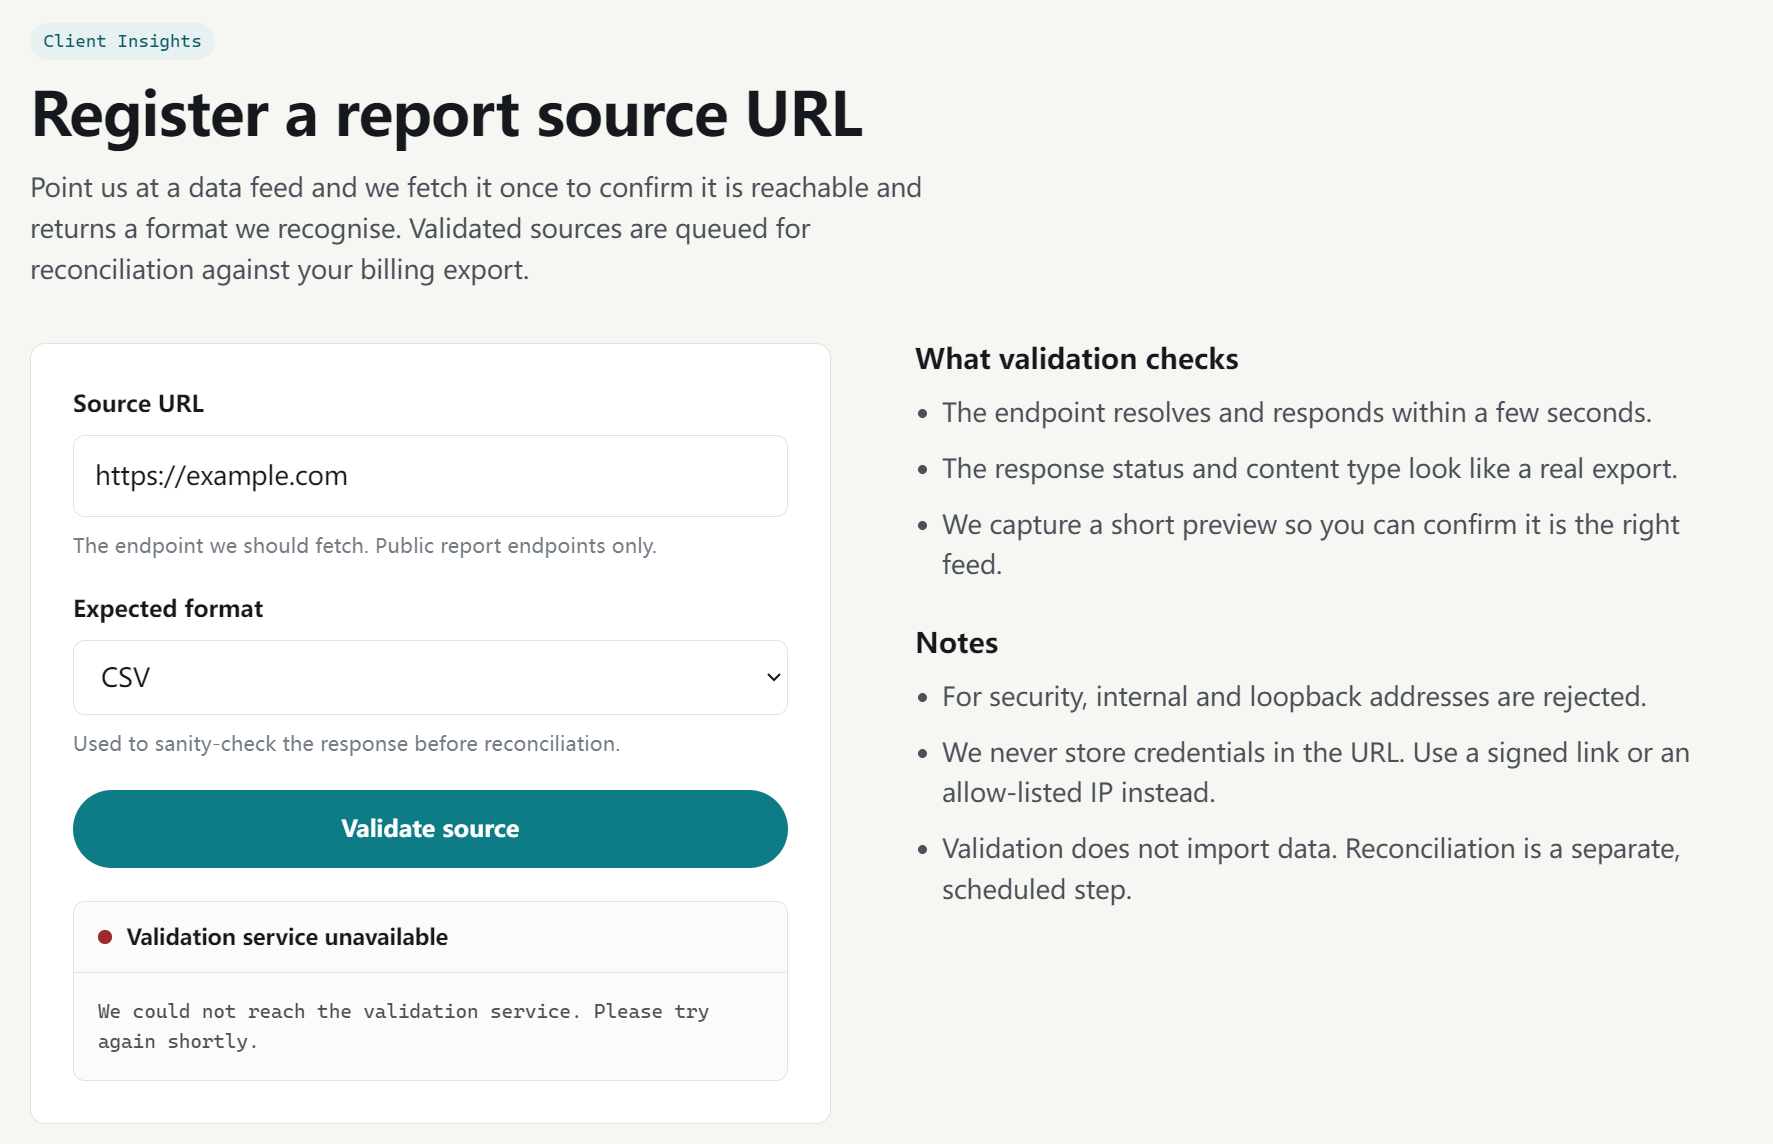 Client Insights
Register a report source URL
Point us at a data feed and we fetch it once to confirm it is reachable and
returns a format we recognise. Validated sources are queued for
reconciliation against your billing export.
Source URL
https://example.com
The endpoint we should fetch. Public report endpoints only.
Expected format
CSV
Used to sanity-check the response before reconciliation.
Validate source
Validation service unavailable
We could not reach the validation service. Please try
again shortly.
What validation checks
• The endpoint resolves and responds within a few seconds.
• The response status and content type look like a real export.
• We capture a short preview so you can confirm it is the right
feed.
Notes
• For security, internal and loopback addresses are rejected.
• We never store credentials in the URL. Use a signed link or an
allow-listed IP instead.
• Validation does not import data. Reconciliation is a separate,
scheduled step.